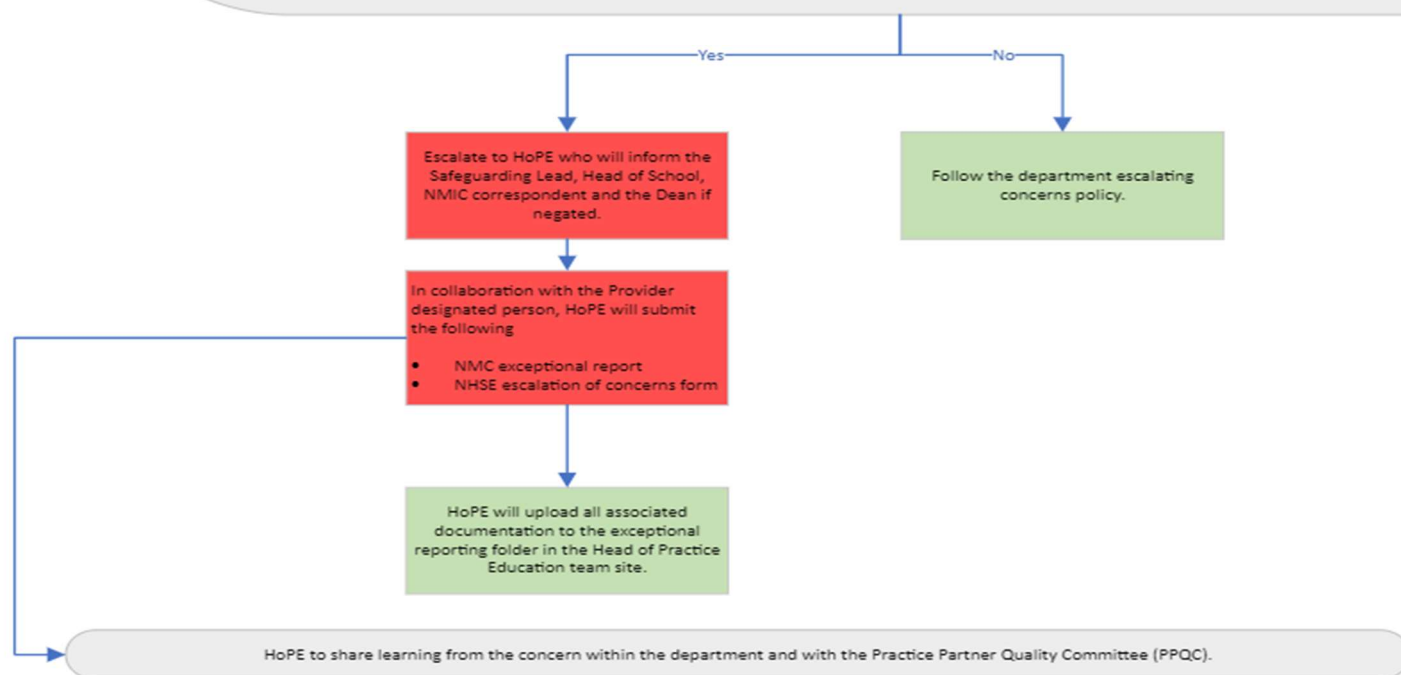 Yes
No
Escalate to HoPE who will inform the
Safeguarding Lead, Head of School,
NMIC correspondent and the Dean if
negated.
Follow the department escalating
concerns policy.
In collaboration with the Provider
designated person, HoPE will submit
the following
• NMC exceptional report
• NHSE escalation of concerns form
HoPE will upload all associated
documentation to the exceptional
reporting folder in the Head of Practice
Education team site.
HoPE to share learning from the concern within the department and with the Practice Partner Quality Committee (PPQC).